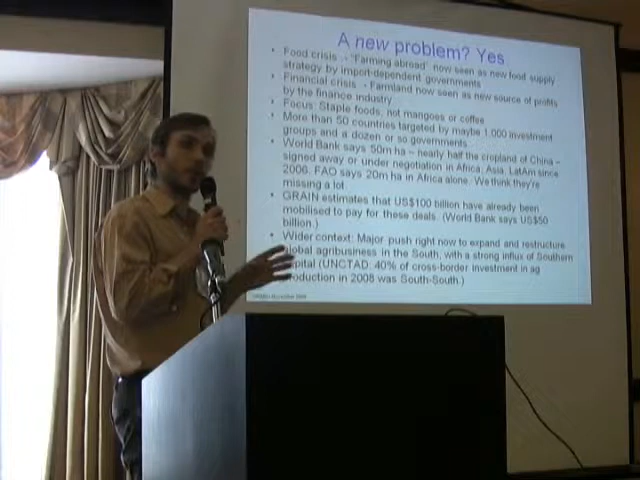 A new problem? Yes
• Food crisis - "Farming abroad" now seen as new food supply
strategy by import-dependent governments
• Financial crisis - Farmland now seen as new source of profits
by the finance industry
• Focus: Staple foods, not mangoes or coffee
• More than 50 countries targeted by maybe 1,000 investment
groups and a dozen or so governments
• World Bank says 50m ha – nearly half the cropland of China –
signed away or under negotiation in Africa, Asia, LatAm since
2006. FAO says 20m ha in Africa alone. We think they're
missing a lot.
• GRAIN estimates that US$100 billion have already been
mobilised to pay for these deals. (World Bank says US$50
billion.)
• Wider context: Major push right now to expand and restructure
global agribusiness in the South, with a strong influx of Southern
capital (UNCTAD: 40% of cross-border investment in ag
production in 2008 was South-South.)